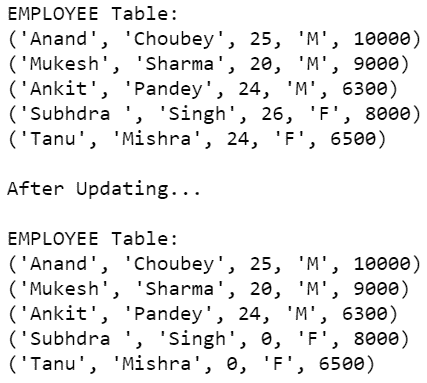 EMPLOYEE Table:
('Anand', 'Choubey', 25, 'M', 10000)
('Mukesh', 'Sharma', 20, 'M', 9000)
('Ankit', 'Pandey', 24, 'M', 6300)
('Subhdra ', 'Singh', 26, 'F', 8000)
('Tanu', 'Mishra', 24, 'F', 6500)
After Updating...
EMPLOYEE Table:
('Anand', 'Choubey', 25, 'M', 10000)
('Mukesh', 'Sharma', 20, 'M', 9000)
('Ankit', 'Pandey', 24, 'M', 6300)
('Subhdra ', 'Singh', 0, 'F', 8000)
('Tanu', 'Mishra', 0, 'F', 6500)